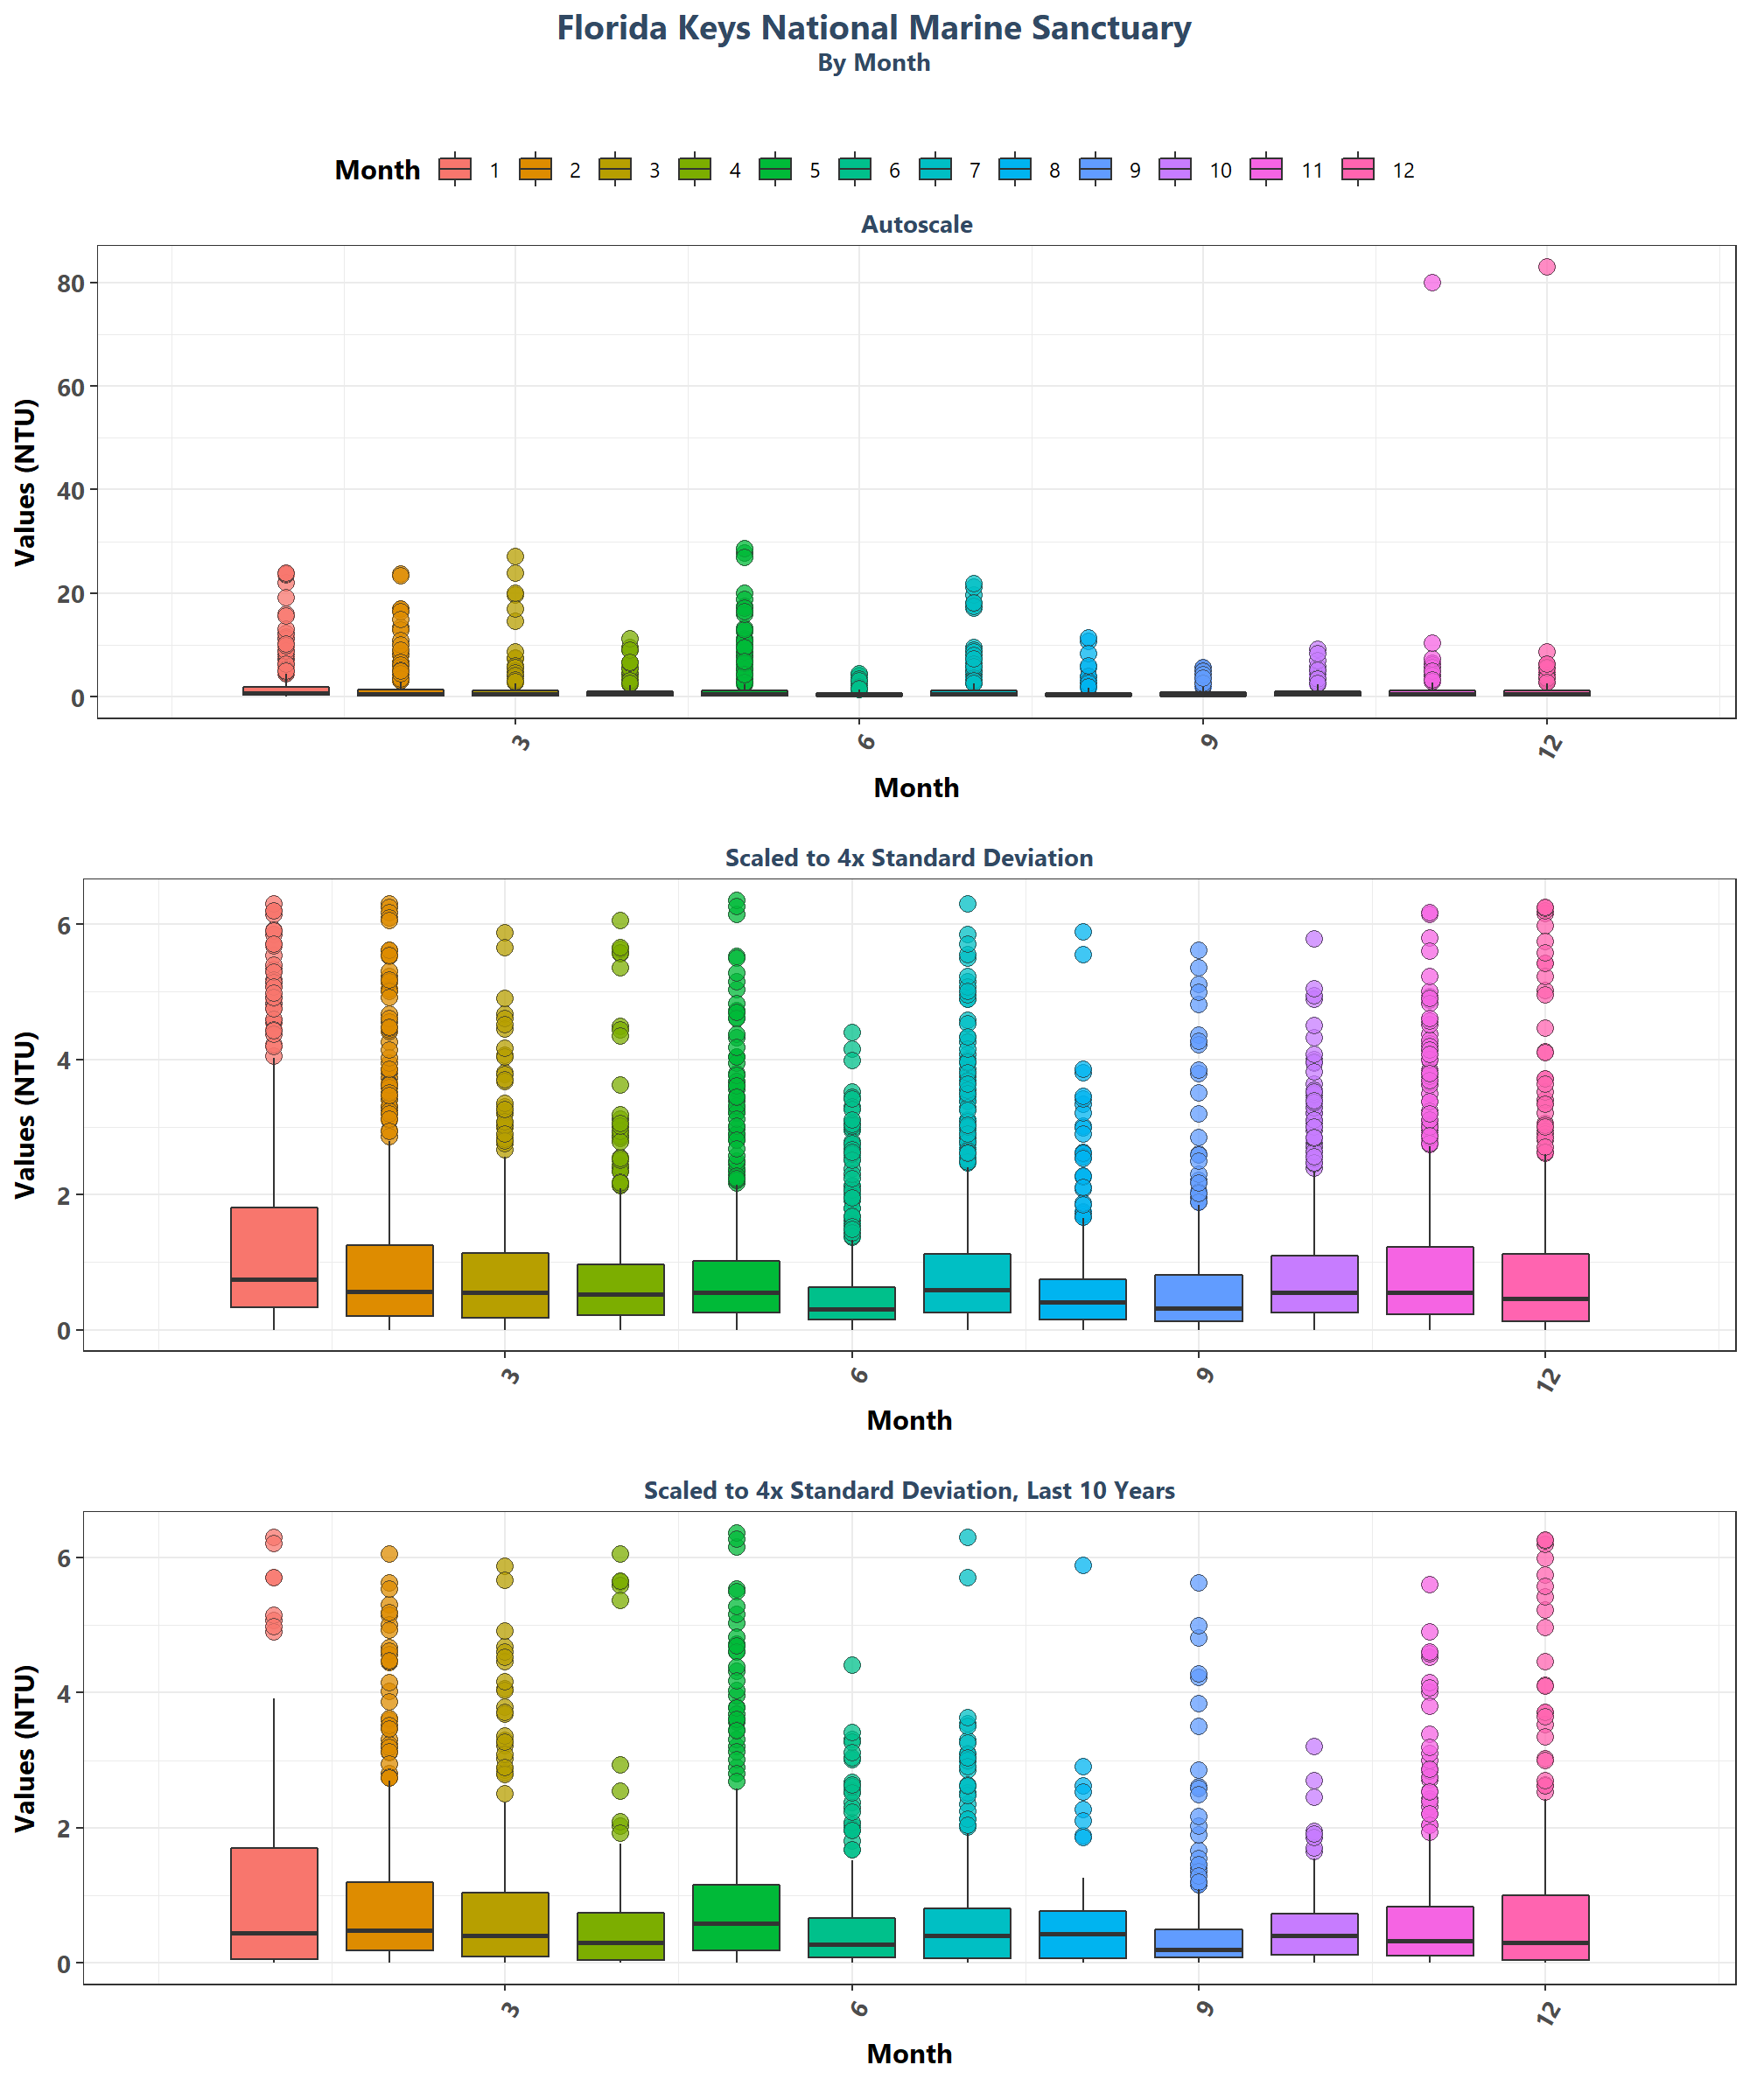 Florida Keys National Marine Sanctuary
By Month
Month 1 2 3 4 5 6 7 8 9 10 11 12
Autoscale
Values (NTU)
80
60
40
20
0
3 6 9 12
Month
Scaled to 4x Standard Deviation
Values (NTU)
6
4
2
0
3 6 9 12
Month
Scaled to 4x Standard Deviation, Last 10 Years
Values (NTU)
6
4
2
0
3 6 9 12
Month